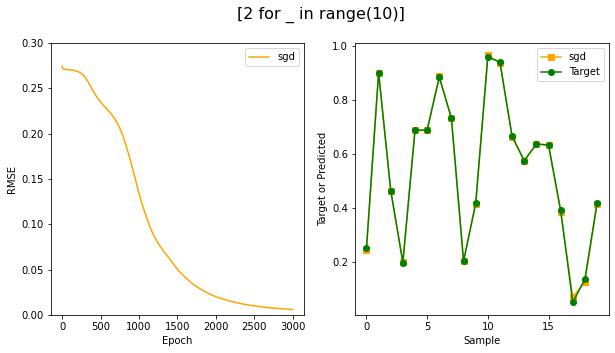 [2 for _ in range(10)]
0.30
0.25
0.20
0.15
0.10
0.05
0.00
RMSE
0 500 1000 1500 2000 2500 3000
Epoch
sgd
1.0
0.8
0.6
0.4
0.2
Target or Predicted
0 5 10 15
Sample
sgd
Target